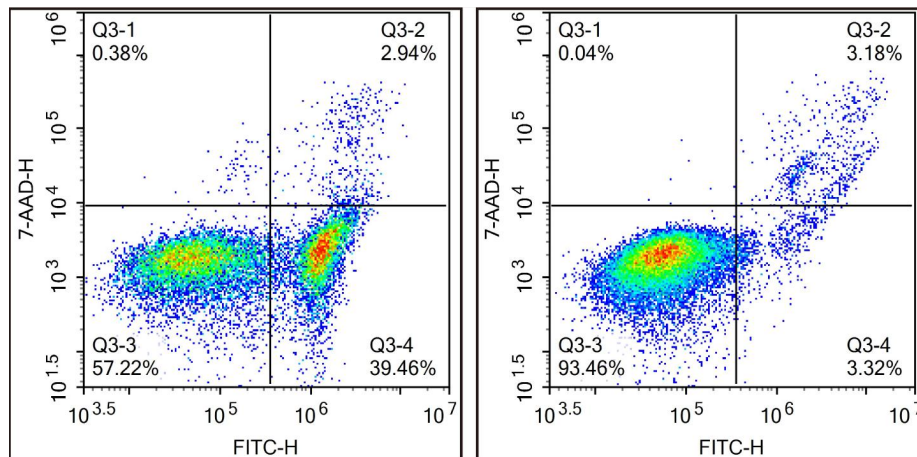 10^6
Q3-1
0.38%
Q3-2
2.94%
10^5
7-AAD-H
10^4
10^3
Q3-3
57.22%
Q3-4
39.46%
10^1.5
10^3.5
10^5
10^6
10^7
FITC-H
10^6
Q3-1
0.04%
Q3-2
3.18%
10^5
7-AAD-H
10^4
10^3
Q3-3
93.46%
Q3-4
3.32%
10^1.5
10^3.5
10^5
10^6
10^7
FITC-H